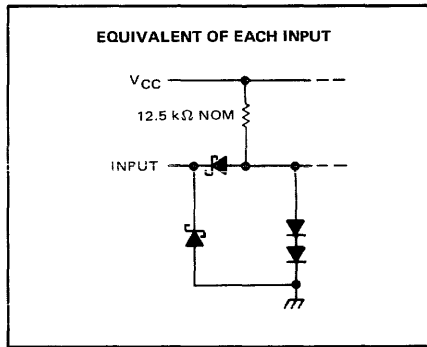 EQUIVALENT OF EACH INPUT
VCC
12.5 kΩ NOM
INPUT